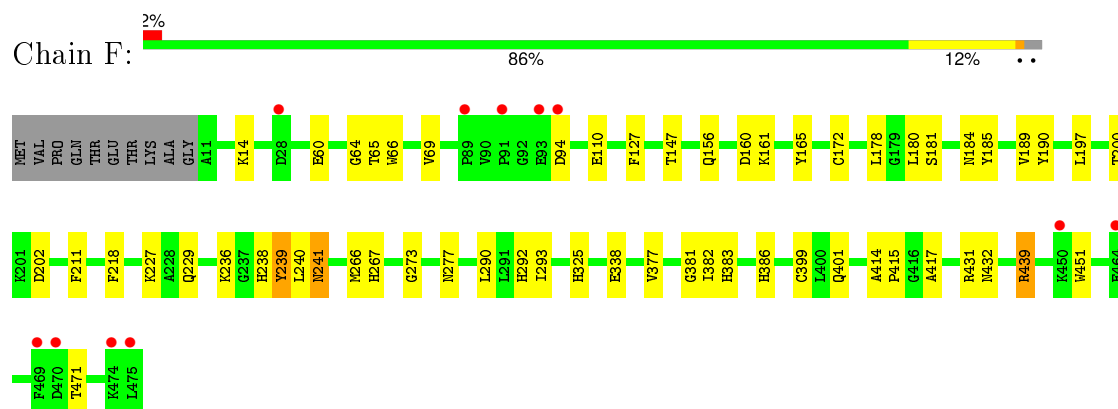 2%
Chain F:
86% 12% • •
MET VAL PRO GLN THR GLU THR LYS ALA GLY A11 K14 D28 E60 G64 T65 W66 V69 P89 V90 P91 G92 E93 D94 E110 F127 T147 Q156 D160 K161 Y165 C172 L178 G179 L180 S181 N184 Y185 V189 Y190 L197 T200
K201 D202 F211 F218 K227 A228 Q229 K236 G237 H238 Y239 L240 N241 M266 H267 G273 N277 L290 L291 H292 I293 H325 E338 V377 G381 I382 H383 H386 C399 L400 Q401 A414 P415 G416 A417 R431 N432 R439 K450 W451
F469 D470 T471 K474 L475